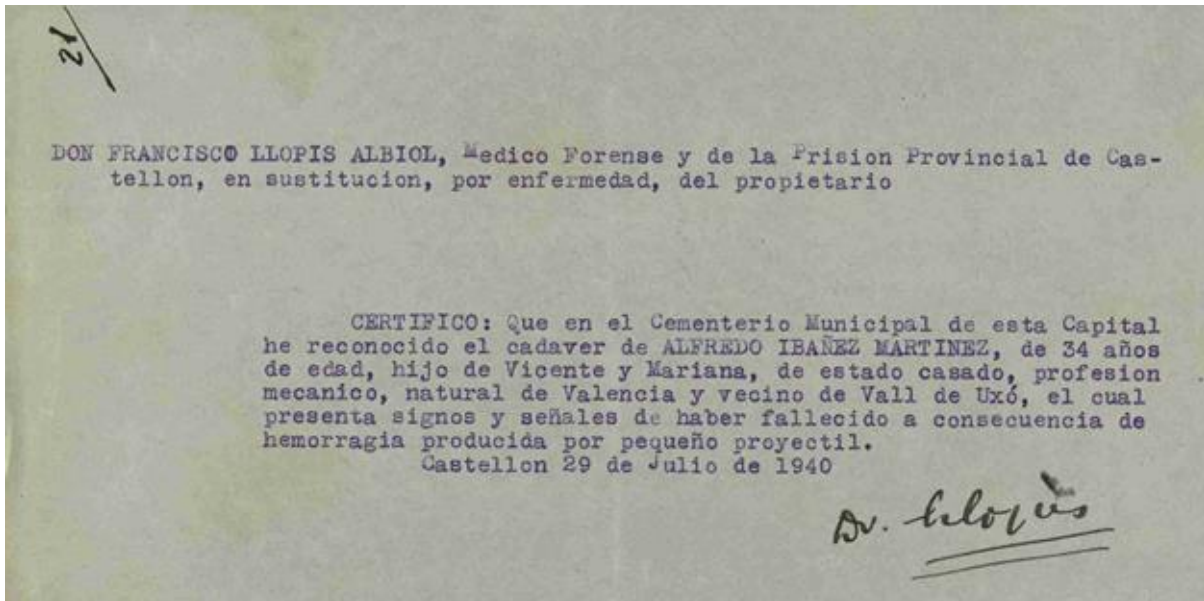 21/
DON FRANCISCO LLOPIS ALBIOL, Medico Forense y de la Prision Provincial de Cas-
tellon, en sustitucion, por enfermedad, del propietario
CERTIFICO: Que en el Cementerio Municipal de esta Capital
he reconocido el cadaver de ALFREDO IBAÑEZ MARTINEZ, de 34 años
de edad, hijo de Vicente y Mariana, de estado casado, profesion
mecanico, natural de Valencia y vecino de Vall de Uxó, el cual
presenta signos y señales de haber fallecido a consecuencia de
hemorragia producida por pequeño proyectil.
Castellon 29 de Julio de 1940
Dr. Llopis